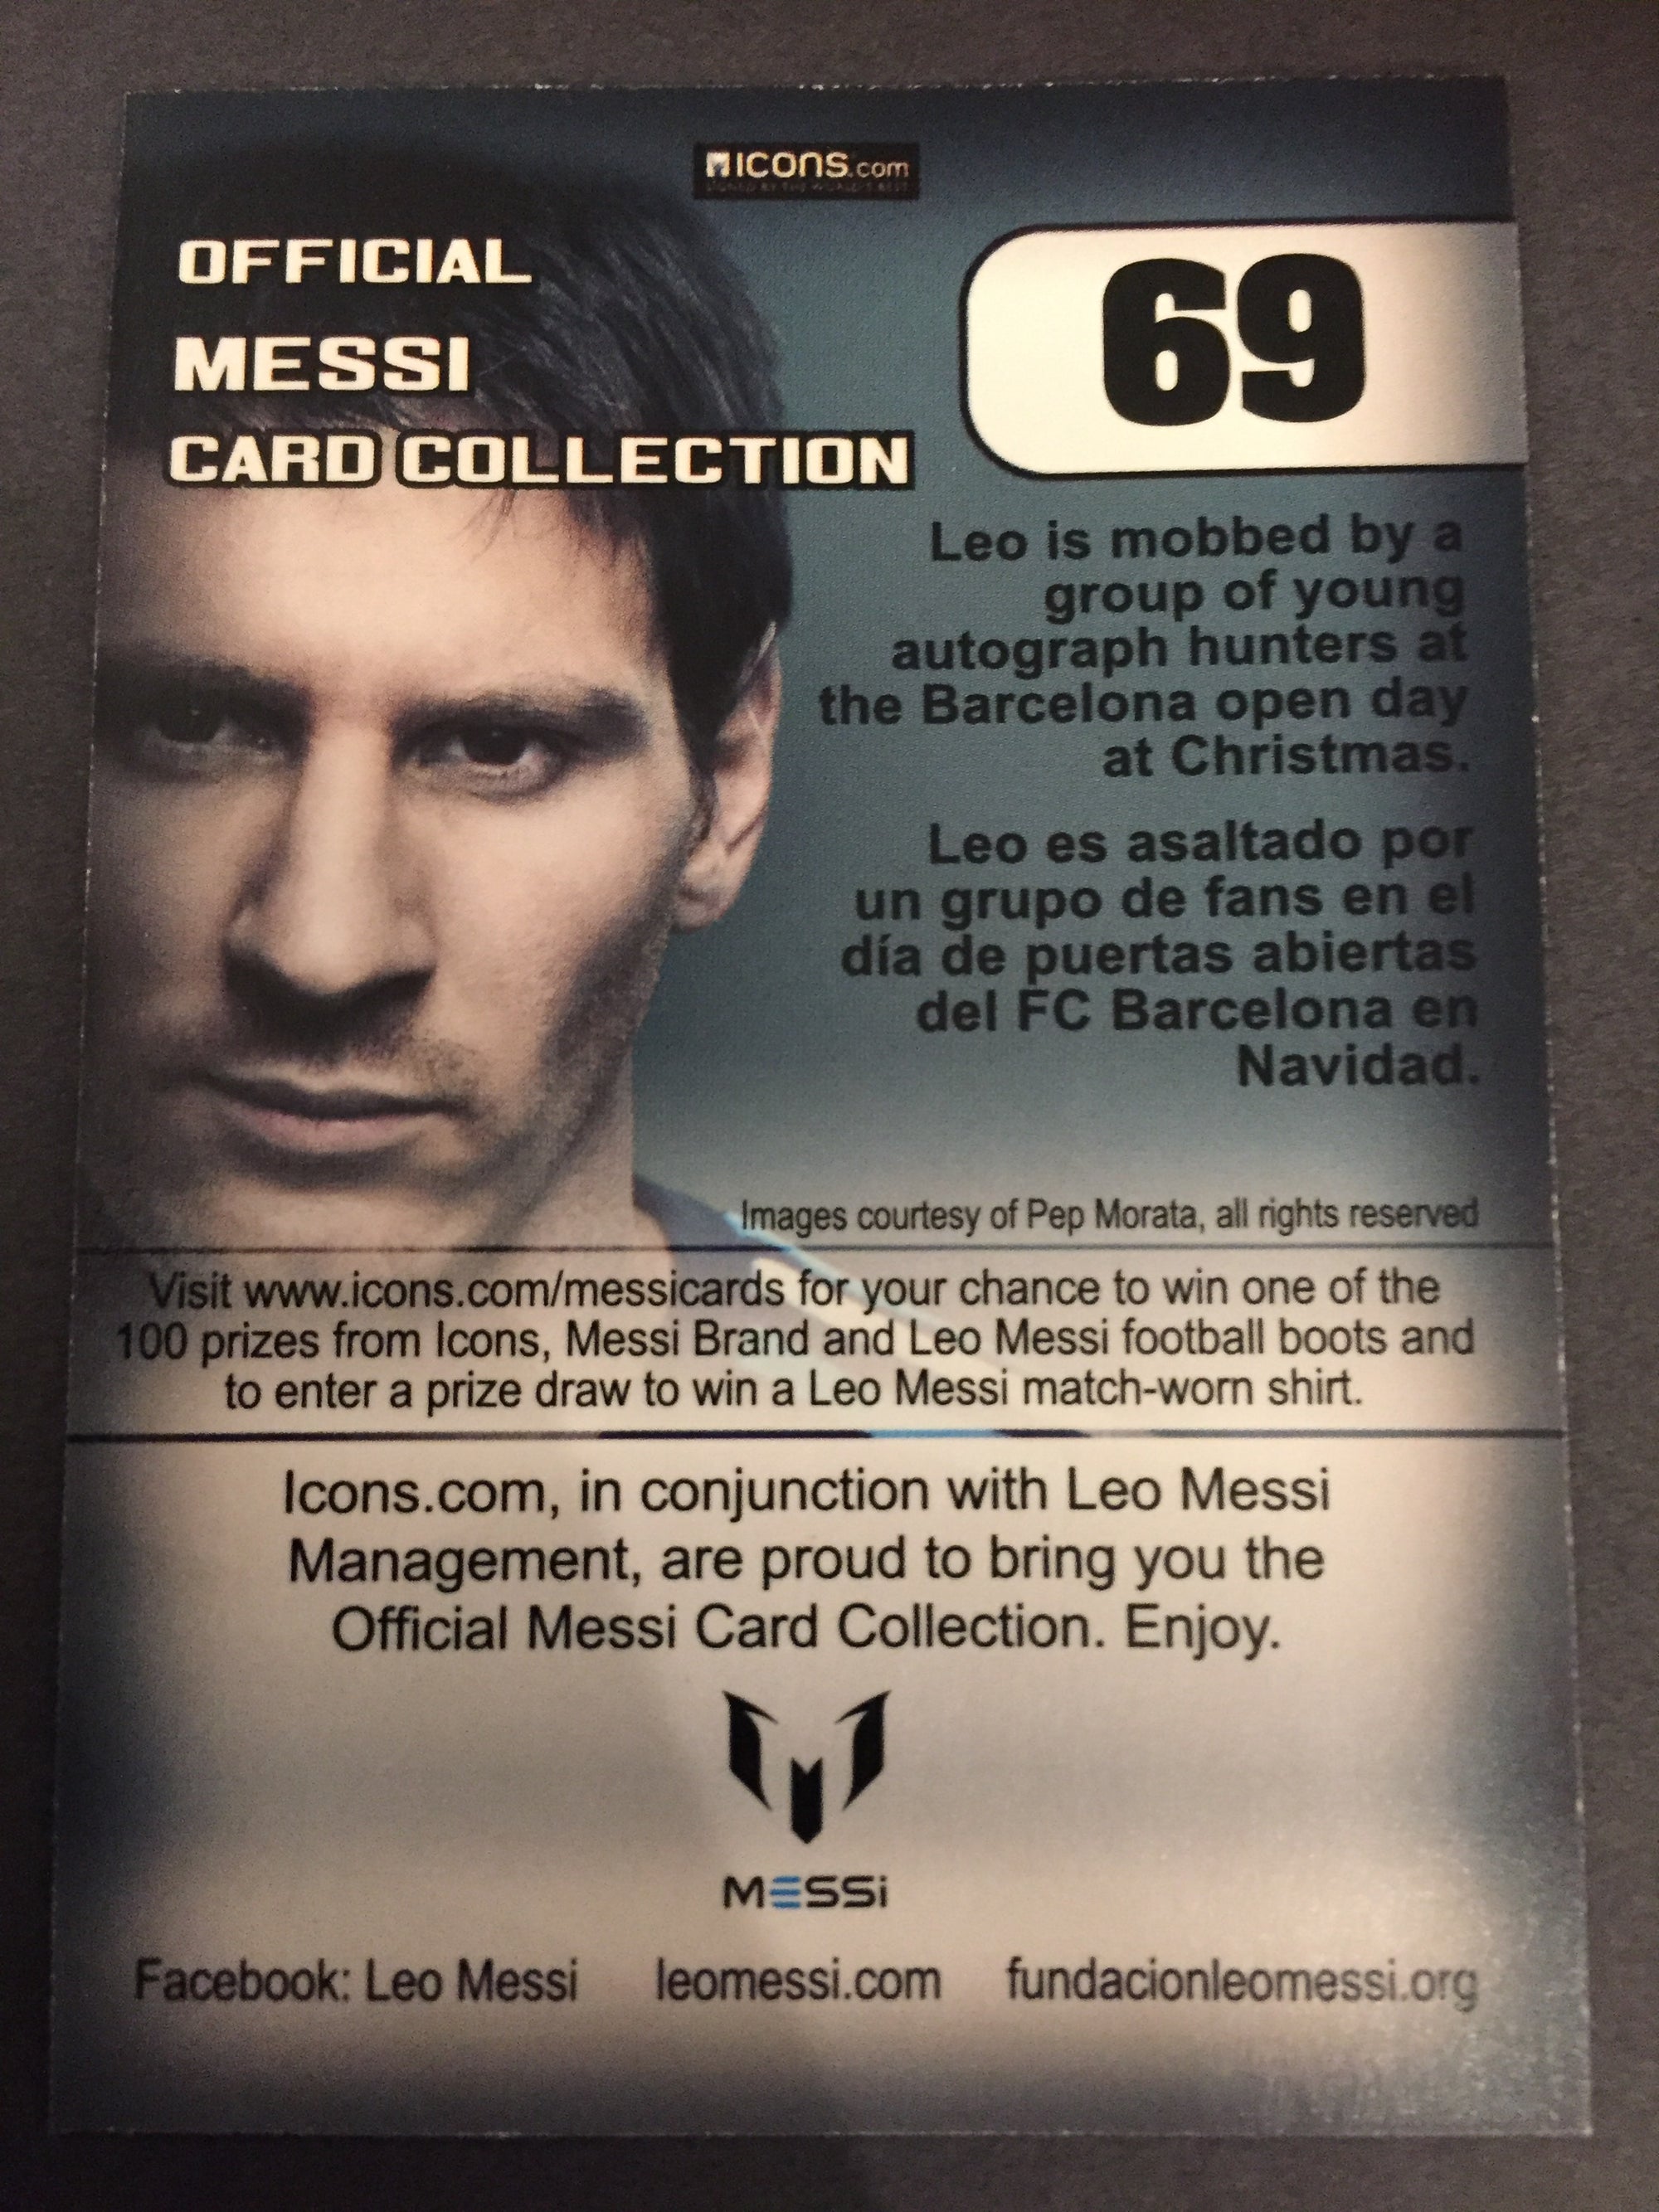 ICONS.com
SIGNED BY THE WORLD'S BEST
OFFICIAL
MESSI
CARD COLLECTION
69
Leo is mobbed by a
group of young
autograph hunters at
the Barcelona open day
at Christmas.
Leo es asaltado por
un grupo de fans en el
día de puertas abiertas
del FC Barcelona en
Navidad.
Images courtesy of Pep Morata, all rights reserved
Visit www.icons.com/messicards for your chance to win one of the
100 prizes from Icons, Messi Brand and Leo Messi football boots and
to enter a prize draw to win a Leo Messi match-worn shirt.
Icons.com, in conjunction with Leo Messi
Management, are proud to bring you the
Official Messi Card Collection. Enjoy.
MESSi
Facebook: Leo Messi leomessi.com fundacionleomessi.org